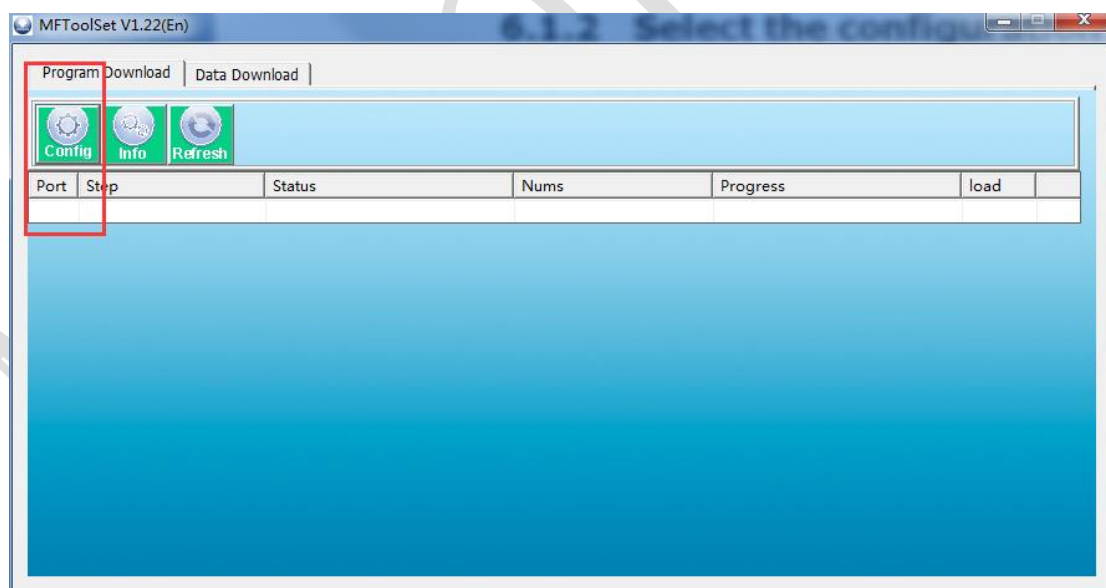 MFToolSet V1.22(En)
6.1.2 Select the configuration
Program Download Data Download
Config Info Refresh
Port Step Status Nums Progress load